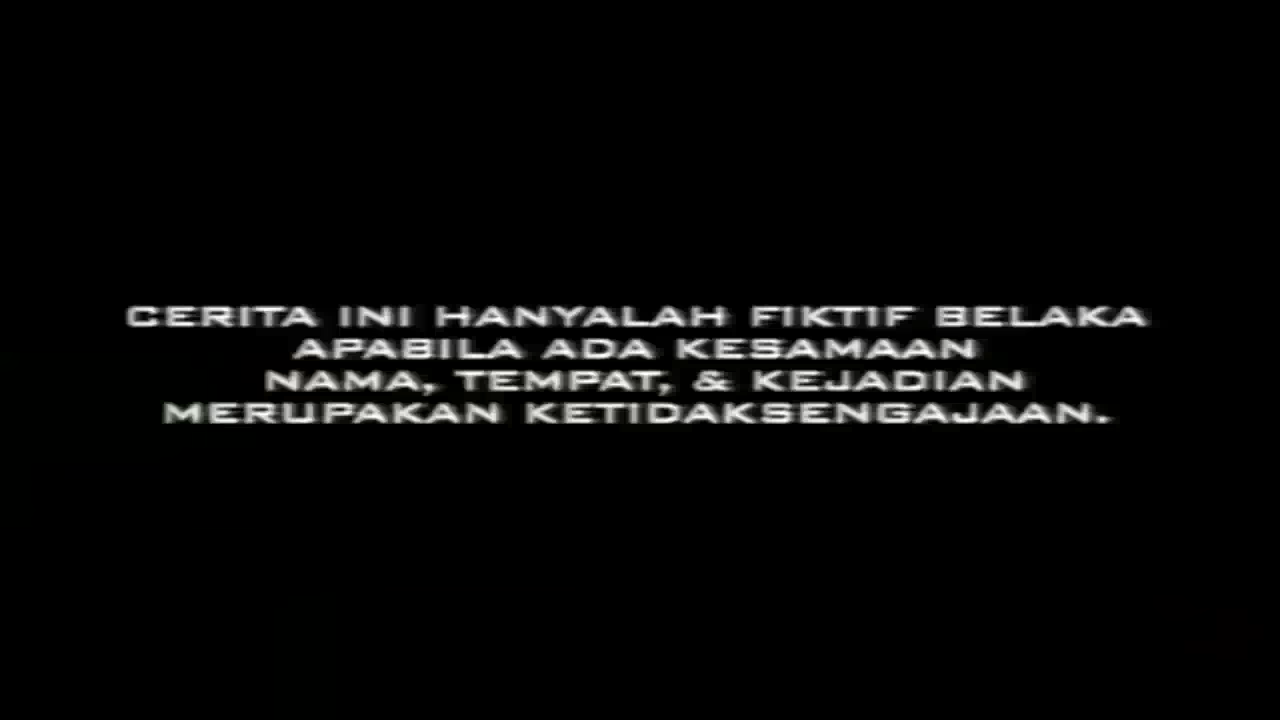 CERITA INI HANYALAH FIKTIF BELAKA
APABILA ADA KESAMAAN
NAMA, TEMPAT, & KEJADIAN
MERUPAKAN KETIDAKSENGAJAAN.